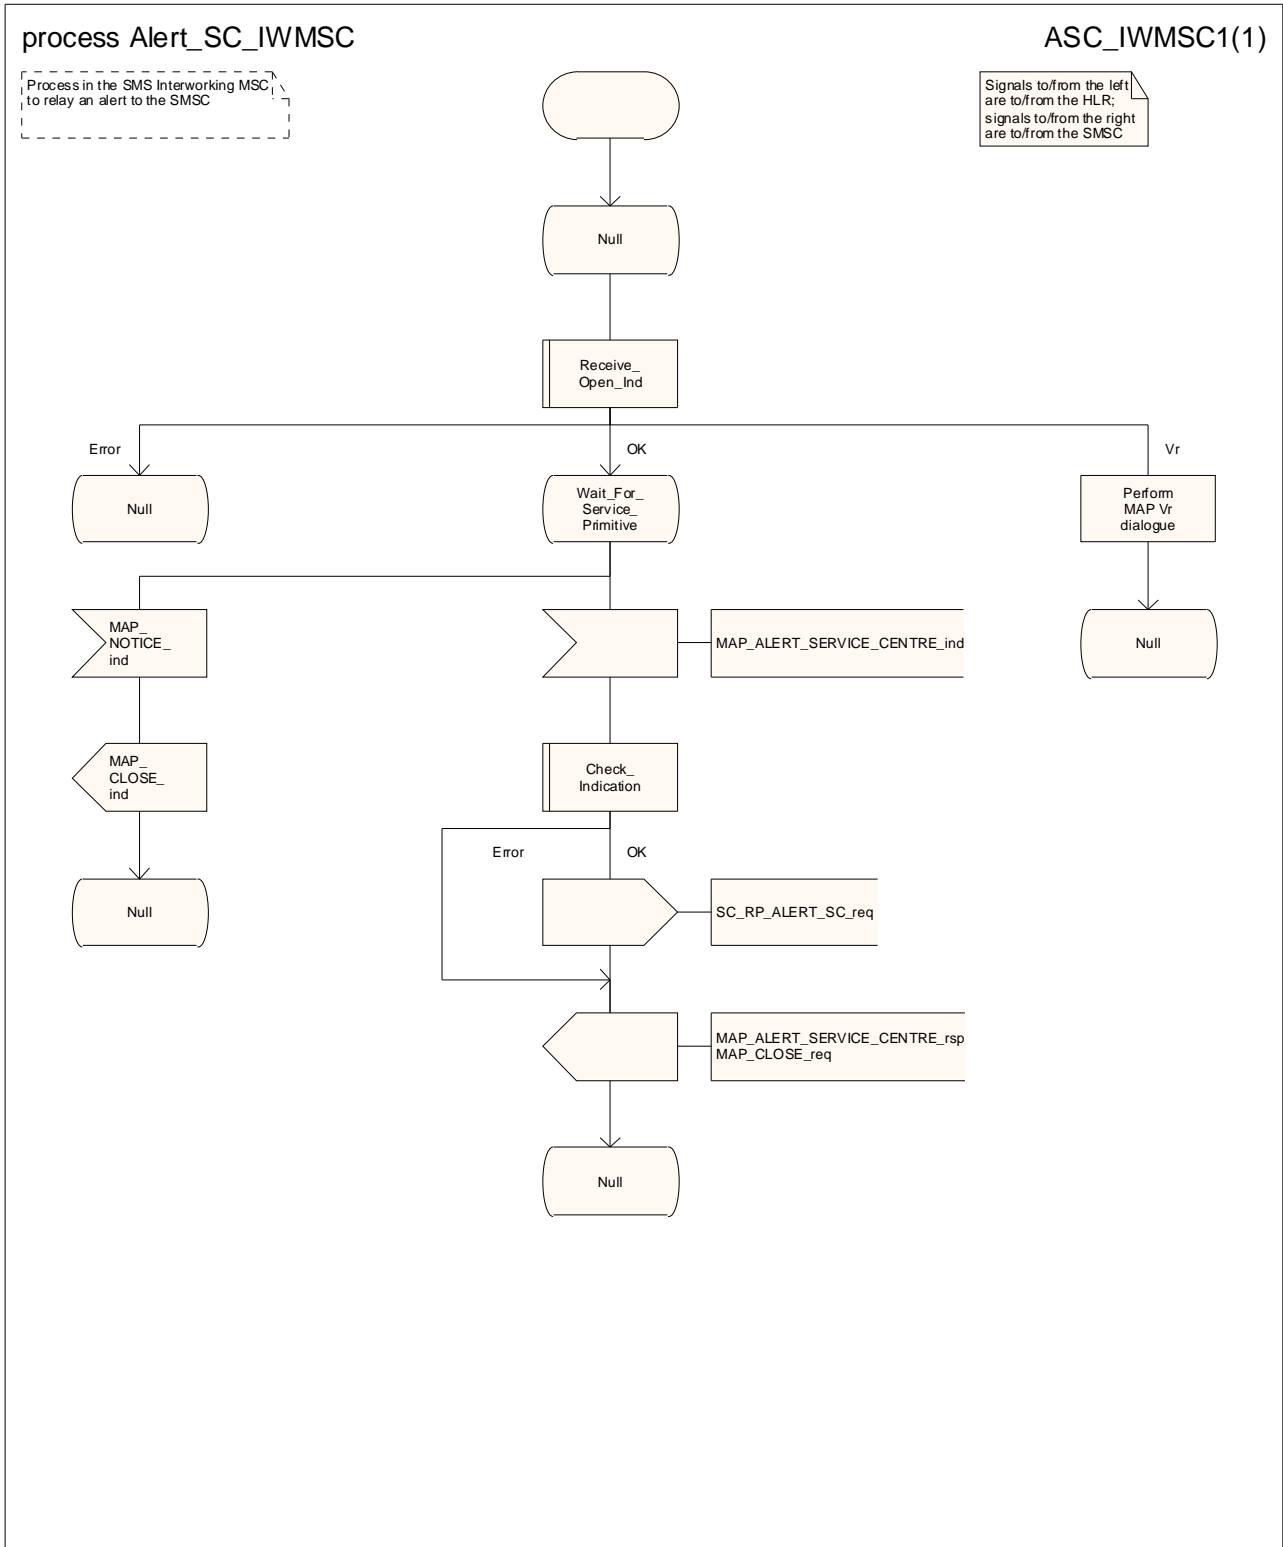 process Alert_SC_IWMSC
ASC_IWMSC1(1)
Process in the SMS Interworking MSC
to relay an alert to the SMSC
Signals to/from the left
are to/from the HLR;
signals to/from the right
are to/from the SMSC
Null
Receive_
Open_Ind
Error
OK
Vr
Null
Wait_For_
Service_
Primitive
Perform
MAP Vr
dialogue
MAP_
NOTICE_
ind
MAP_ALERT_SERVICE_CENTRE_ind
Null
MAP_
CLOSE_
ind
Check_
Indication
Error
OK
Null
SC_RP_ALERT_SC_req
MAP_ALERT_SERVICE_CENTRE_rsp
MAP_CLOSE_req
Null